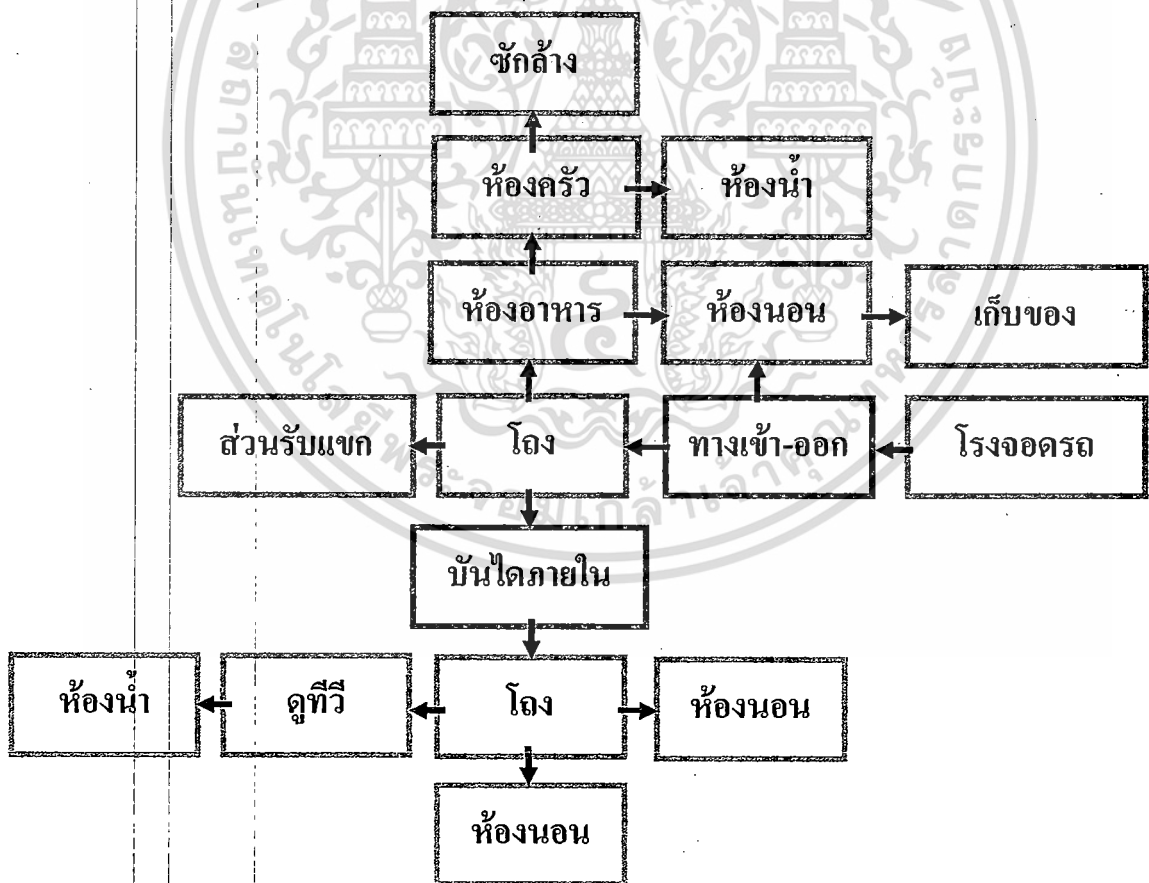 ซักล้าง
ห้องครัว
ห้องน้ำ
ห้องอาหาร
ห้องนอน
เก็บของ
ส่วนรับแขก
โถง
ทางเข้า-ออก
โรงจอดรถ
บันไดภายใน
ห้องน้ำ
ดูทีวี
โถง
ห้องนอน
ห้องนอน